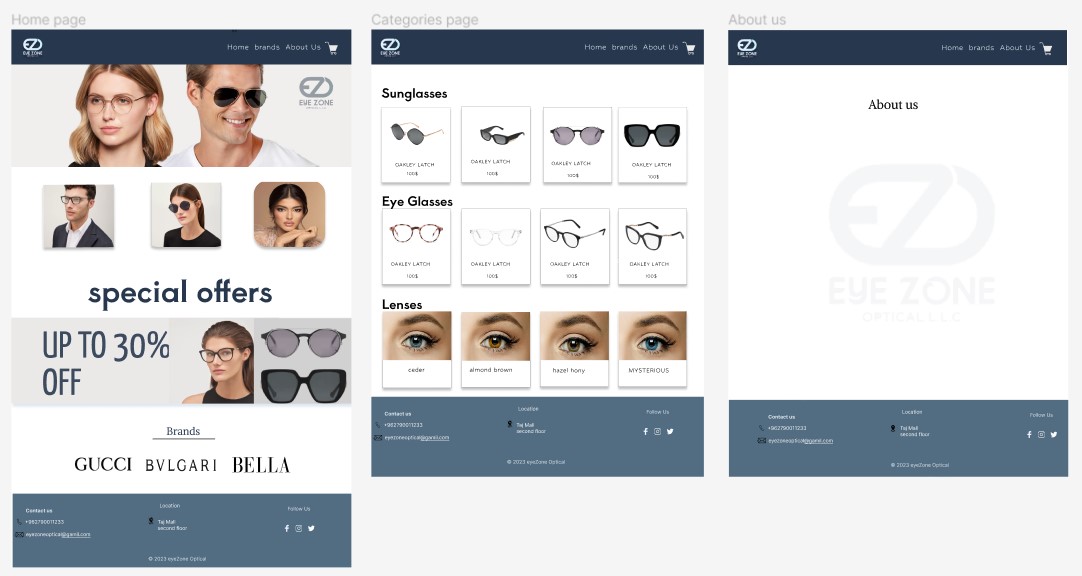 Home page
EYE ZONE
Home brands About Us
EYE ZONE
OPTICAL L.L.C
special offers
UP TO 30%
OFF
Brands
GUCCI BVLGARI BELLA
Contact us
+962790011233
eyezoneoptical@gamil.com
Location
Taj Mall
second floor
Follow Us
© 2023 eyeZone Optical
Categories page
EYE ZONE
Home brands About Us
Sunglasses
OAKLEY LATCH
100$
OAKLEY LATCH
100$
OAKLEY LATCH
100$
OAKLEY LATCH
100$
Eye Glasses
OAKLEY LATCH
100$
OAKLEY LATCH
100$
OAKLEY LATCH
100$
OAKLEY LATCH
100$
Lenses
ceder
almond brown
hazel hony
MYSTERIOUS
Contact us
+962790011233
eyezoneoptical@gamil.com
Location
Taj Mall
second floor
Follow Us
© 2023 eyeZone Optical
About us
EYE ZONE
Home brands About Us
About us
EYE ZONE
OPTICAL L.L.C
Contact us
+962790011233
eyezoneoptical@gamil.com
Location
Taj Mall
second floor
Follow Us
© 2023 eyeZone Optical